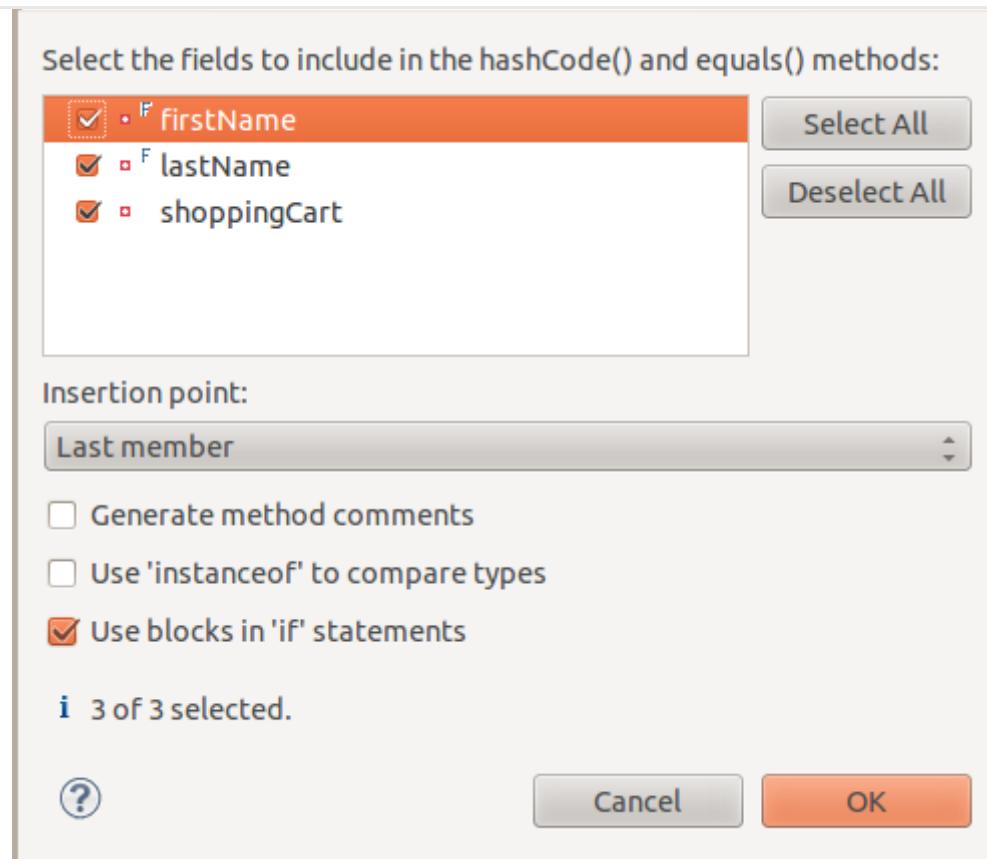 Select the fields to include in the hashCode() and equals() methods:
F firstName
F lastName
shoppingCart
Select All
Deselect All
Insertion point:
Last member
Generate method comments
Use 'instanceof' to compare types
Use blocks in 'if' statements
i 3 of 3 selected.
?
Cancel
OK